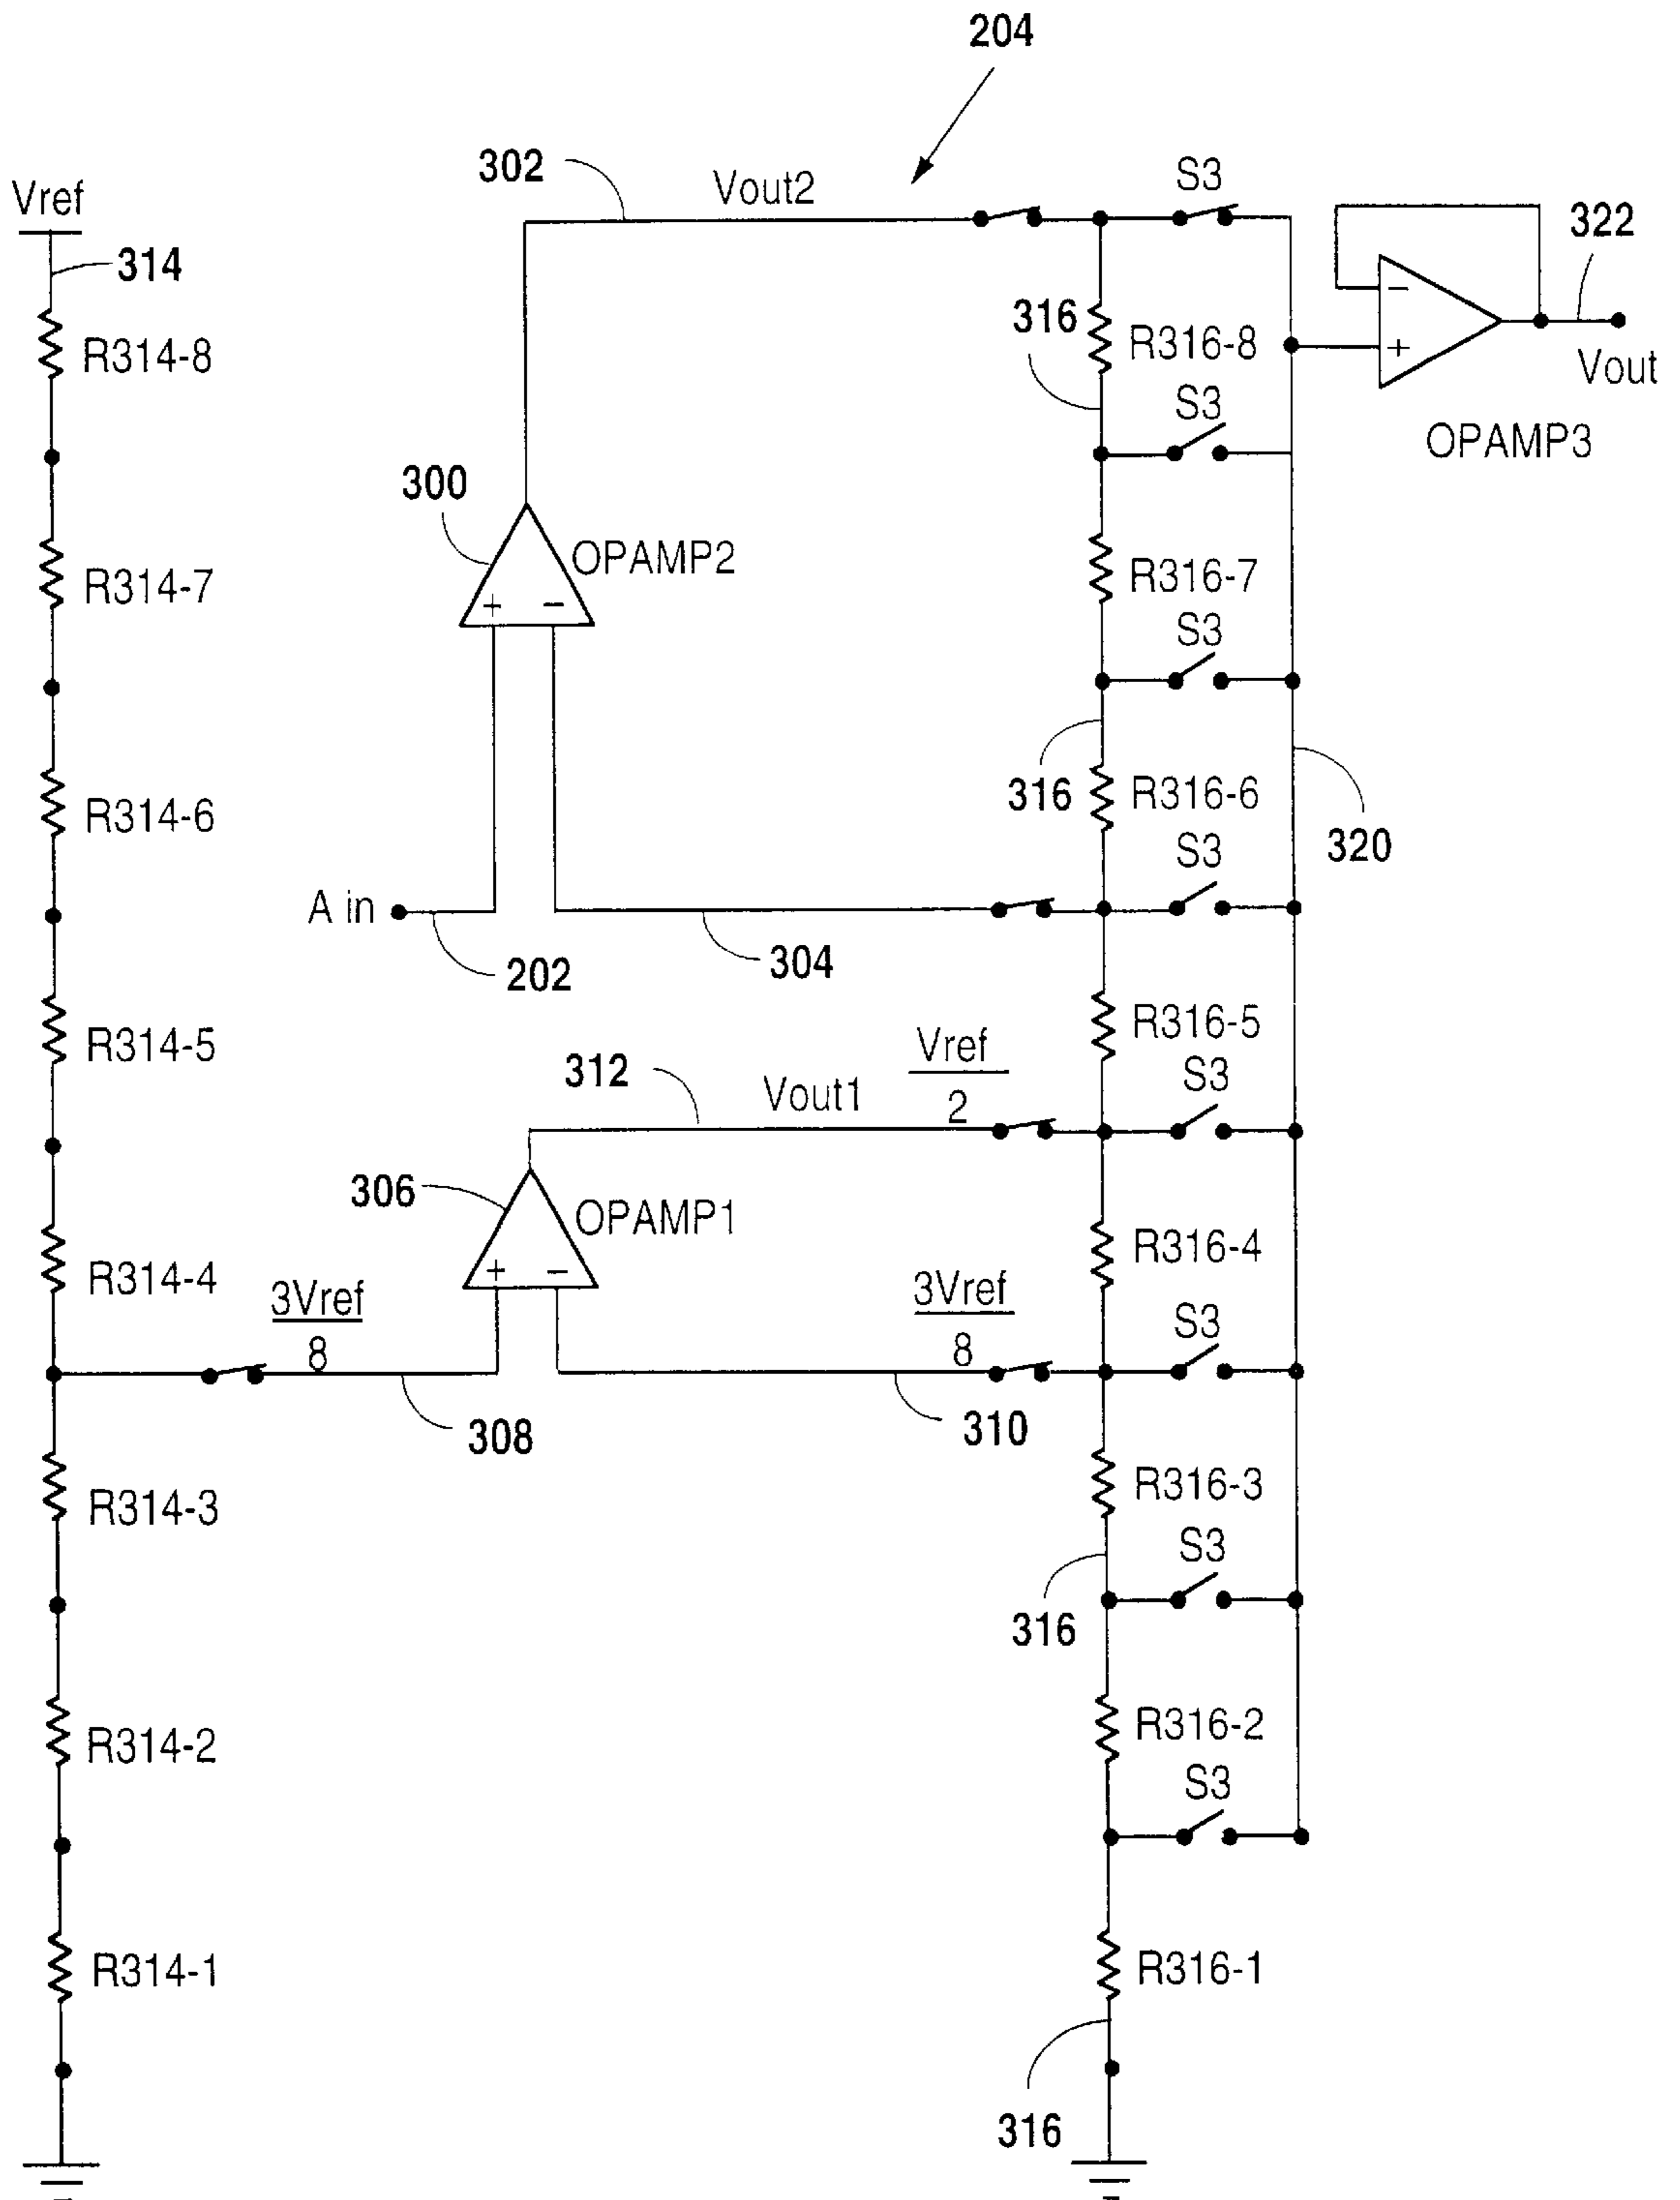 204
302
Vout2
S3
Vref
314
322
316
R316-8
R314-8
Vout
S3
OPAMP3
300
OPAMP2
R314-7
R316-7
+ −
S3
− +
316
R316-6
R314-6
320
S3
A in
304
202
R316-5
R314-5
Vref
2
312
Vout1
S3
306
OPAMP1
R316-4
R314-4
+ −
3Vref
8
3Vref
8
S3
308
310
R316-3
R314-3
S3
316
R316-2
R314-2
S3
R316-1
R314-1
316